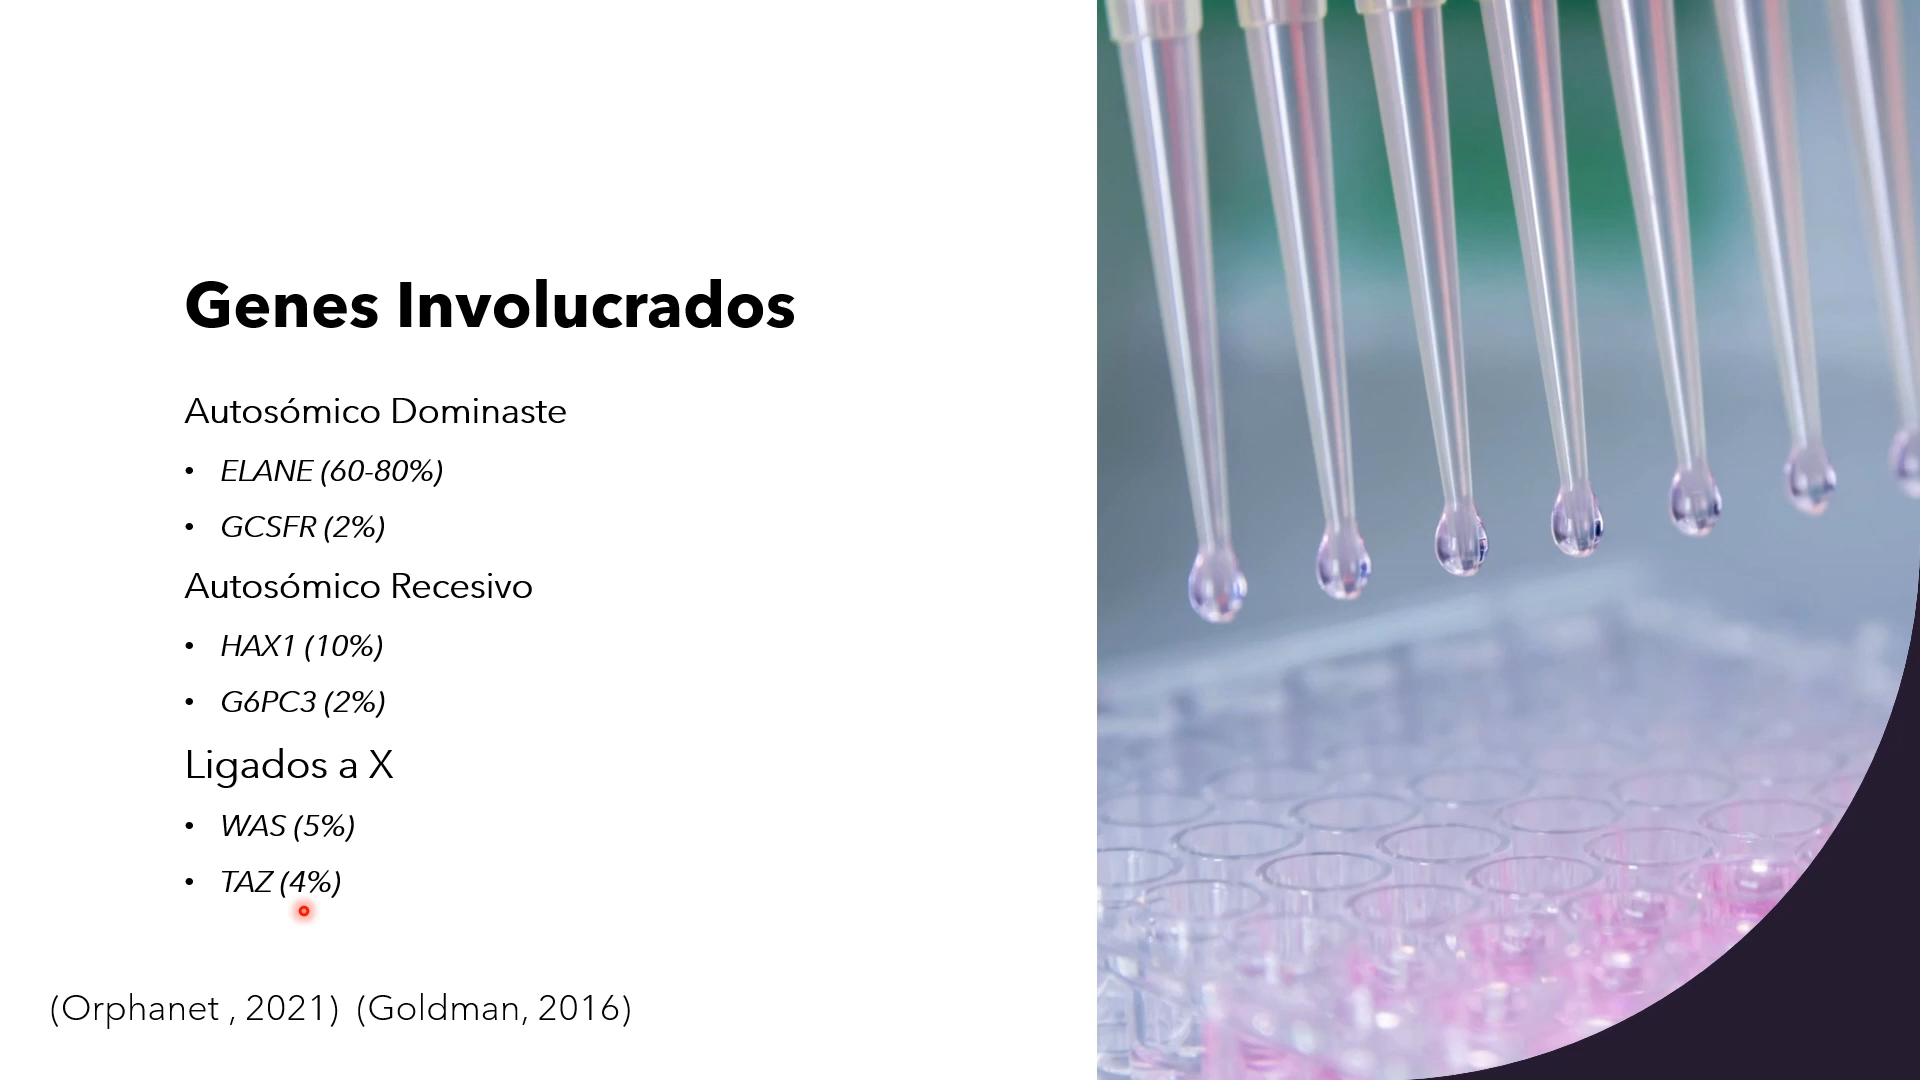 Genes Involucrados
Autosómico Dominaste
• ELANE (60-80%)
• GCSFR (2%)
Autosómico Recesivo
• HAX1 (10%)
• G6PC3 (2%)
Ligados a X
• WAS (5%)
• TAZ (4%)
(Orphanet , 2021) (Goldman, 2016)